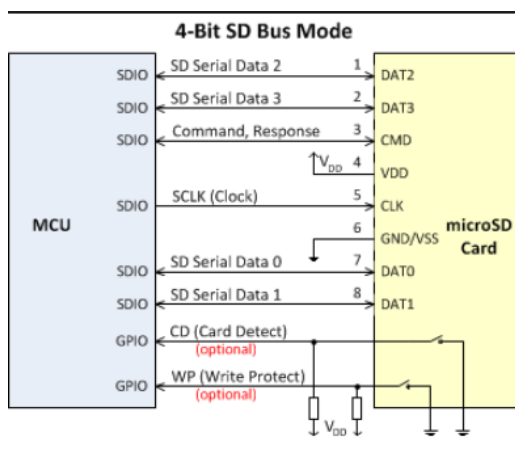 4-Bit SD Bus Mode
SDIO SD Serial Data 2 1 DAT2
SDIO SD Serial Data 3 2 DAT3
SDIO Command, Response 3 CMD
VDD 4 VDD
SDIO SCLK (Clock) 5 CLK
MCU
microSD
Card
6 GND/VSS
SDIO SD Serial Data 0 7 DAT0
SDIO SD Serial Data 1 8 DAT1
GPIO CD (Card Detect)
(optional)
GPIO WP (Write Protect)
(optional)
VDD